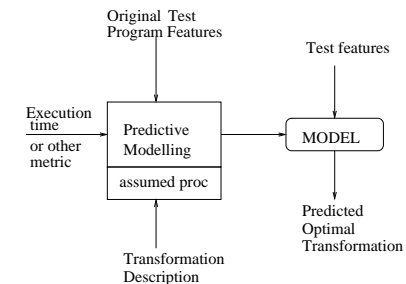 Original Test
Program Features
Test features
Execution
time
or other
metric
Predictive
Modelling
MODEL
assumed proc
Predicted
Optimal
Transformation
Transformation
Description